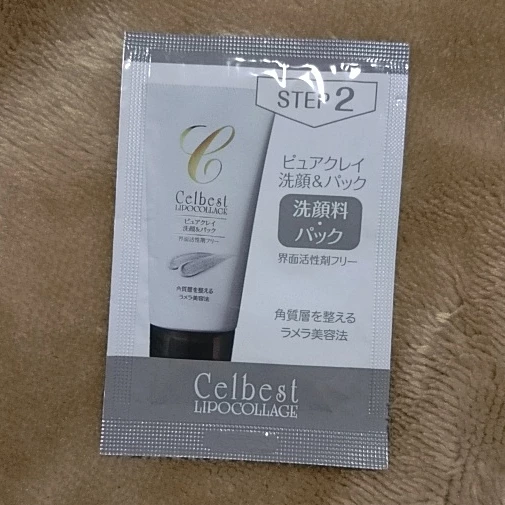 STEP 2
ピュアクレイ
洗顔&パック
洗顔料・
パック
界面活性剤フリー
角質層を整える
ラメラ美容法
C
Celbest
LIPOCOLLAGE
ピュアクレイ
洗顔&パック
界面活性剤フリー
角質層を整える
ラメラ美容法
Celbest
LIPOCOLLAGE